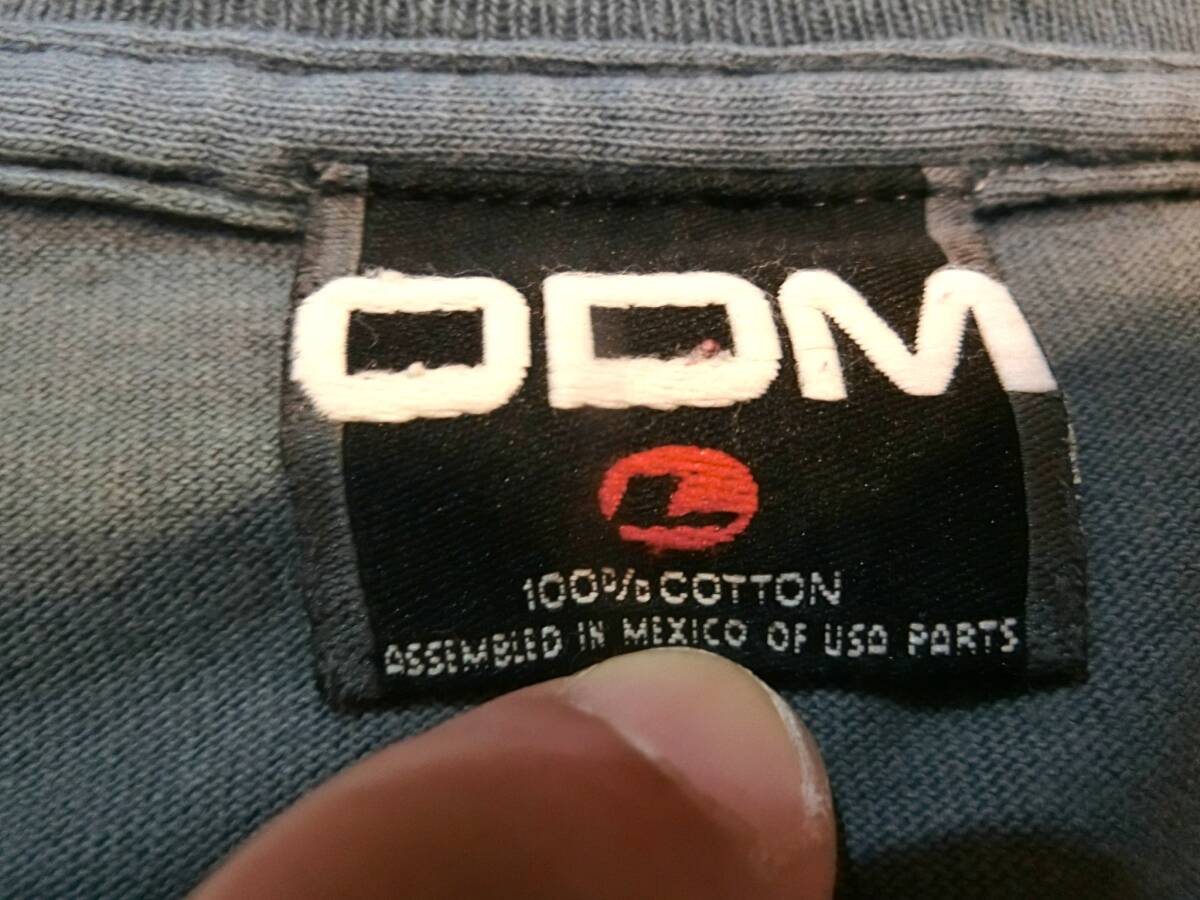 ODM
L
100% COTTON
ASSEMBLED IN MEXICO OF USA PARTS